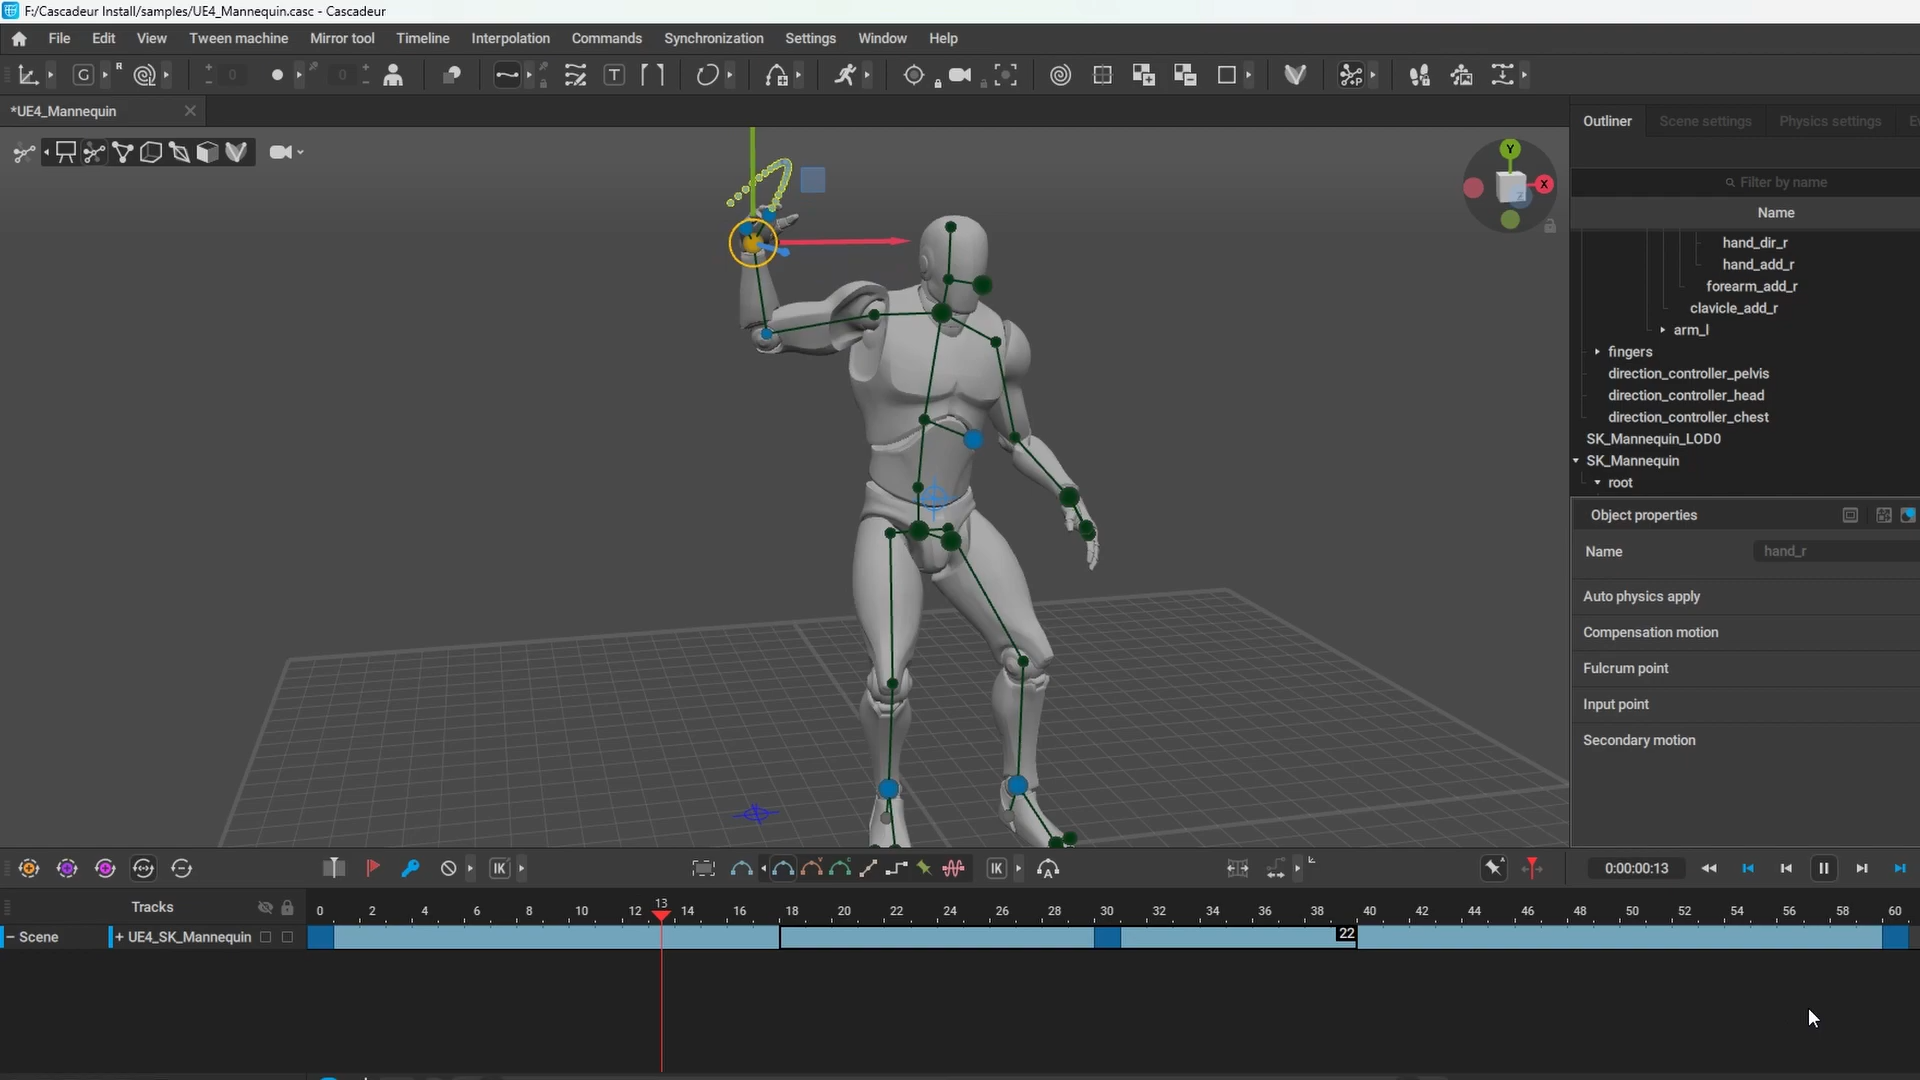 F:/Cascadeur Install/samples/UE4_Mannequin.casc - Cascadeur
File Edit View Tween machine Mirror tool Timeline Interpolation Commands Synchronization Settings Window Help
G R 0 0 T
*UE4_Mannequin
Outliner Scene settings Physics settings Ev
Y
X
Z
Filter by name
Name
hand_dir_r
hand_add_r
forearm_add_r
clavicle_add_r
arm_l
fingers
direction_controller_pelvis
direction_controller_head
direction_controller_chest
SK_Mannequin_LOD0
SK_Mannequin
root
Object properties
Name hand_r
Auto physics apply
Compensation motion
Fulcrum point
Input point
Secondary motion
IK IK 0:00:00:13
Tracks 0 2 4 6 8 10 12 13 14 16 18 20 22 24 26 28 30 32 34 36 38 40 42 44 46 48 50 52 54 56 58 60
Scene + UE4_SK_Mannequin 22